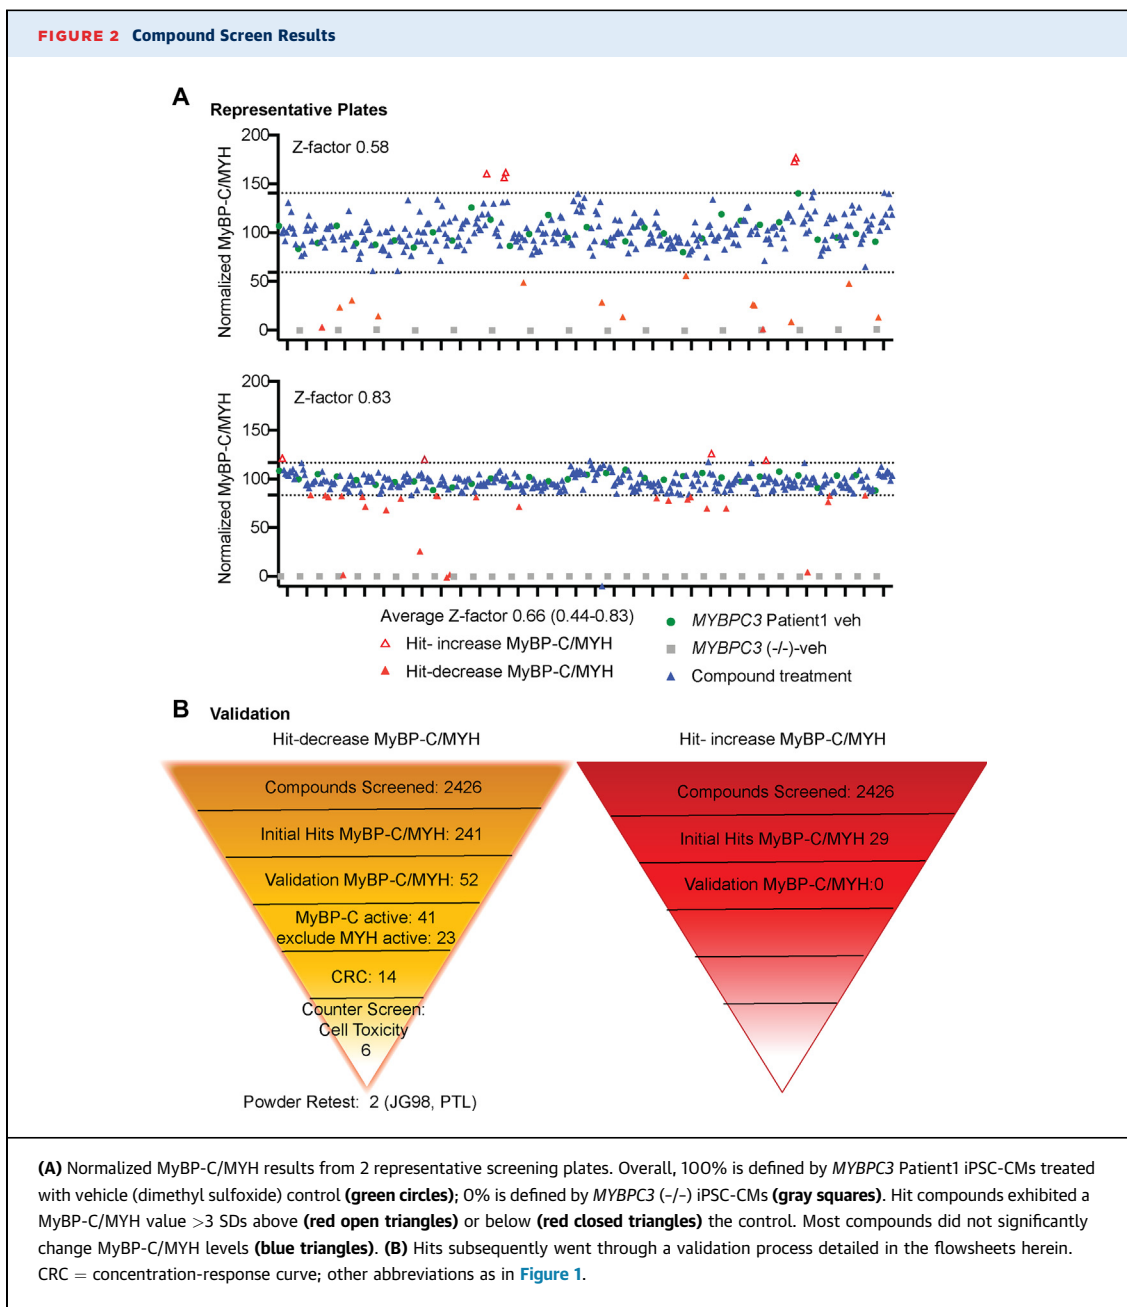 FIGURE 2 Compound Screen Results
A
Representative Plates
Normalized MyBP-C/MYH
200
150
100
50
0
Z-factor 0.58
Normalized MyBP-C/MYH
200
150
100
50
0
Z-factor 0.83
Average Z-factor 0.66 (0.44-0.83)
Hit- increase MyBP-C/MYH
Hit-decrease MyBP-C/MYH
MYBPC3 Patient1 veh
MYBPC3 (-/-)-veh
Compound treatment
B
Validation
Hit-decrease MyBP-C/MYH
Compounds Screened: 2426
Initial Hits MyBP-C/MYH: 241
Validation MyBP-C/MYH: 52
MyBP-C active: 41
exclude MYH active: 23
CRC: 14
Counter Screen:
Cell Toxicity
6
Powder Retest: 2 (JG98, PTL)
Hit- increase MyBP-C/MYH
Compounds Screened: 2426
Initial Hits MyBP-C/MYH 29
Validation MyBP-C/MYH:0
(A) Normalized MyBP-C/MYH results from 2 representative screening plates. Overall, 100% is defined by MYBPC3 Patient1 iPSC-CMs treated
with vehicle (dimethyl sulfoxide) control (green circles); 0% is defined by MYBPC3 (-/-) iPSC-CMs (gray squares). Hit compounds exhibited a
MyBP-C/MYH value >3 SDs above (red open triangles) or below (red closed triangles) the control. Most compounds did not significantly
change MyBP-C/MYH levels (blue triangles). (B) Hits subsequently went through a validation process detailed in the flowsheets herein.
CRC = concentration-response curve; other abbreviations as in Figure 1.